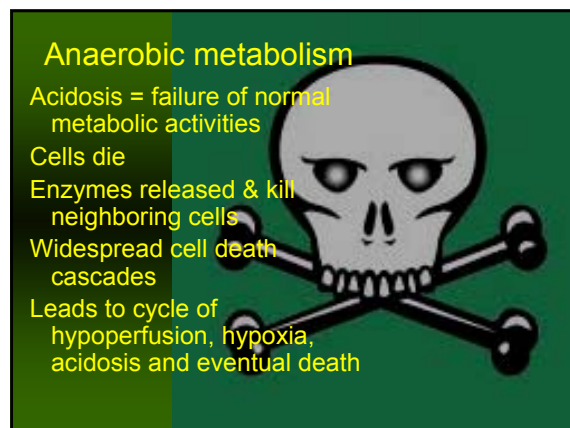 Anaerobic metabolism
Acidosis = failure of normal
metabolic activities
Cells die
Enzymes released & kill
neighboring cells
Widespread cell death
cascades
Leads to cycle of
hypoperfusion, hypoxia,
acidosis and eventual death